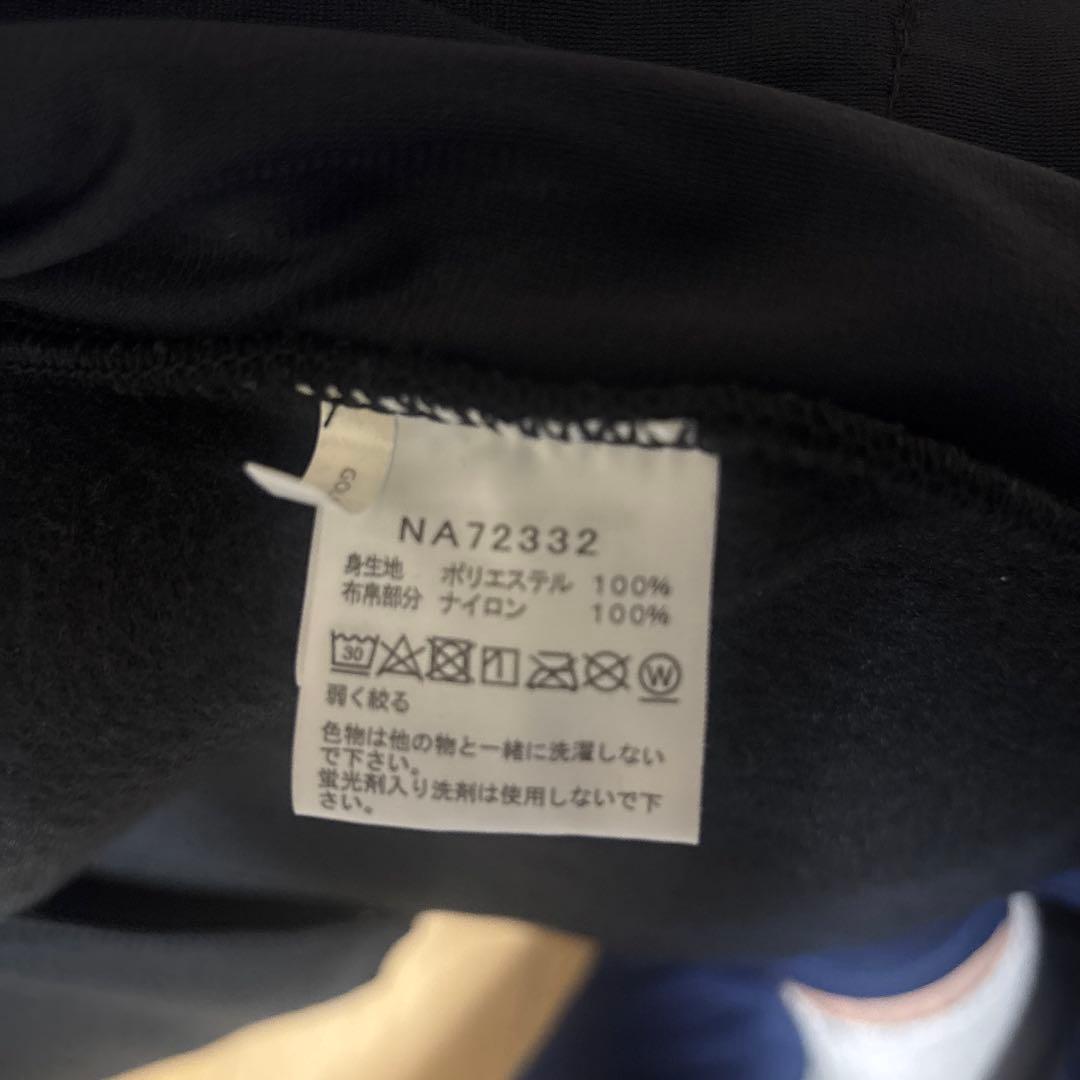 NA72332
身生地 ポリエステル 100%
布帛部分 ナイロン 100%
30 W
弱く絞る
色物は他の物と一緒に洗濯しない
で下さい。
蛍光剤入り洗剤は使用しないで下
さい。